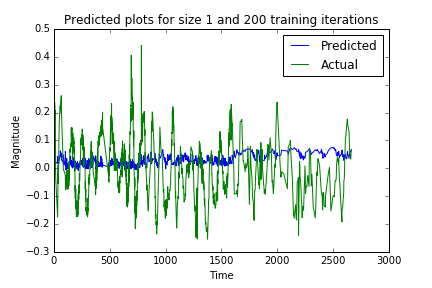 Predicted plots for size 1 and 200 training iterations
Predicted
Actual
Magnitude
0.5
0.4
0.3
0.2
0.1
0.0
−0.1
−0.2
−0.3
0 500 1000 1500 2000 2500 3000
Time